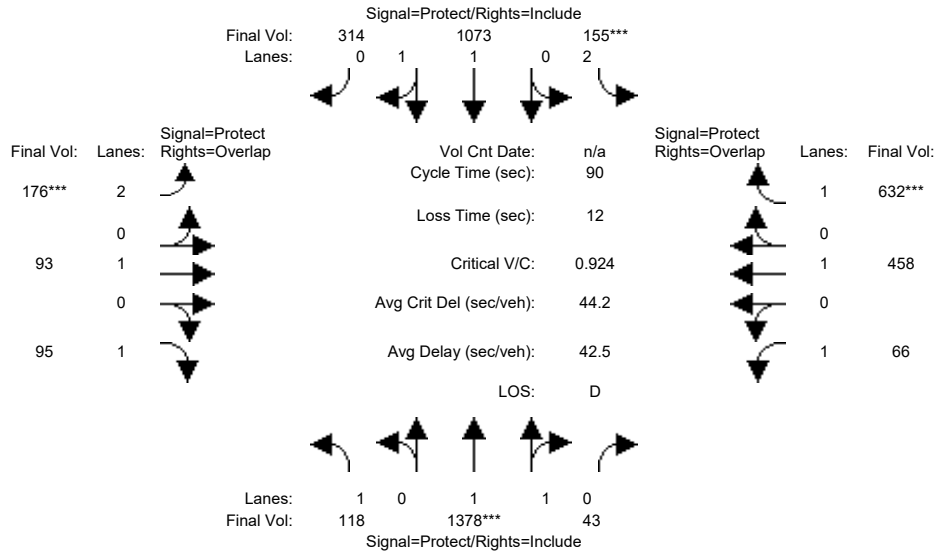 Signal=Protect/Rights=Include
Final Vol: 314 1073 155***
Lanes: 0 1 1 0 2
Signal=Protect
Final Vol: Lanes: Rights=Overlap
Vol Cnt Date: n/a
Signal=Protect
Rights=Overlap Lanes: Final Vol:
Cycle Time (sec): 90
176*** 2
1 632***
Loss Time (sec): 12
0
0
93 1
Critical V/C: 0.924
1 458
0
Avg Crit Del (sec/veh): 44.2
0
95 1
Avg Delay (sec/veh): 42.5
1 66
LOS: D
Lanes: 1 0 1 1 0
Final Vol: 118 1378*** 43
Signal=Protect/Rights=Include